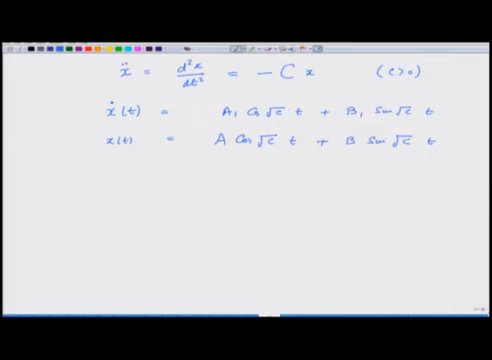 ẍ = d²x/dt² = − C x (C>0)
ẋ(t) = A₁ Cos √c t + B₁ Sin √c t
x(t) = A Cos √c t + B Sin √c t